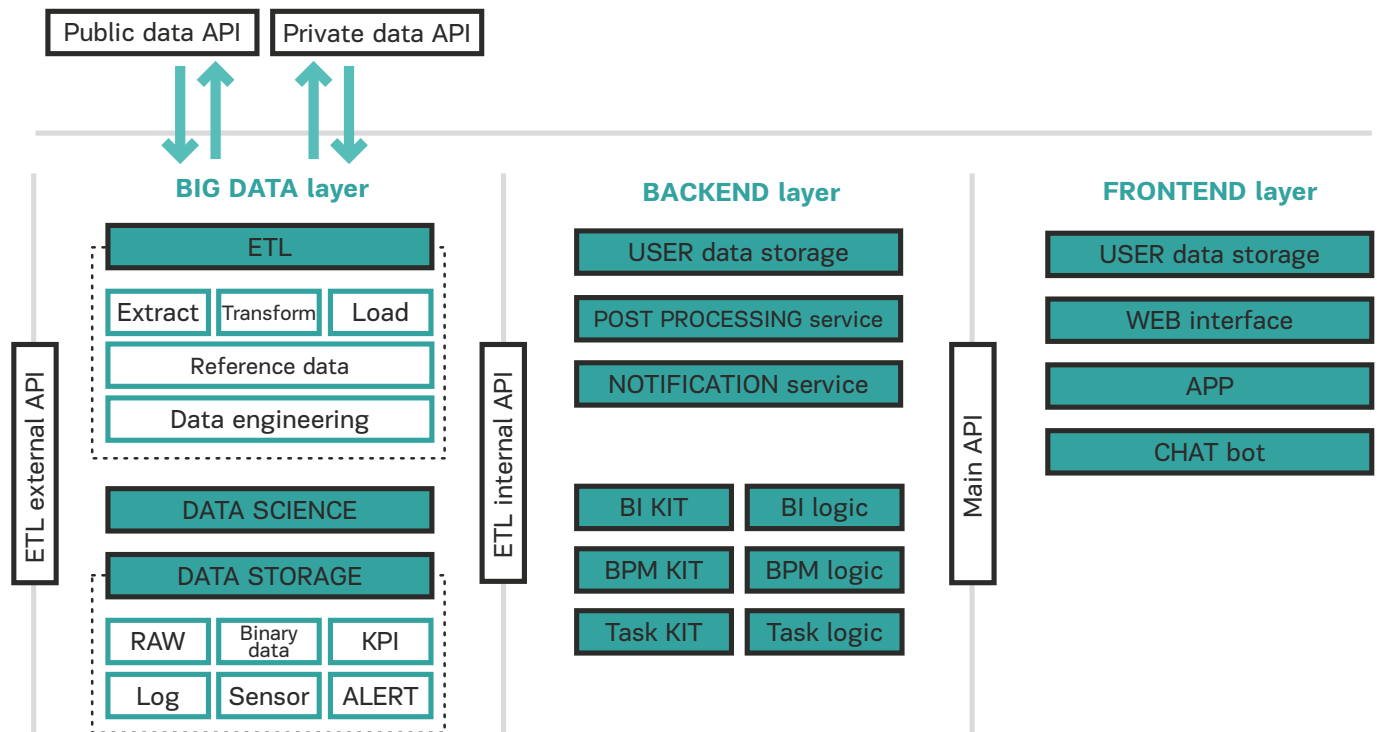 Public data API
Private data API
BIG DATA layer
BACKEND layer
FRONTEND layer
ETL external API
ETL
Extract
Transform
Load
Reference data
Data engineering
DATA SCIENCE
DATA STORAGE
RAW
Binary
data
KPI
Log
Sensor
ALERT
ETL internal API
USER data storage
POST PROCESSING service
NOTIFICATION service
BI KIT
BI logic
BPM KIT
BPM logic
Task KIT
Task logic
Main API
USER data storage
WEB interface
APP
CHAT bot